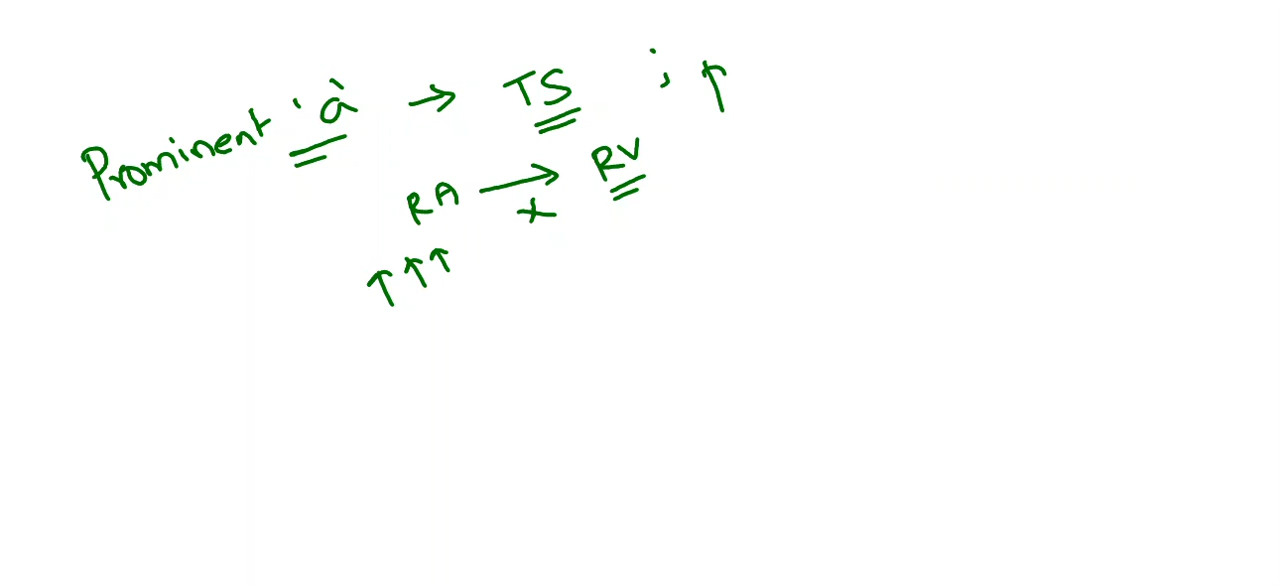 Prominent 'a' → TS ; ↑
RA → RV
x
↑↑↑